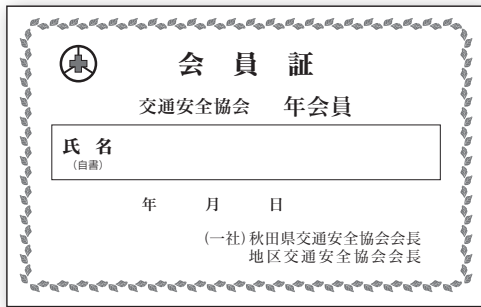 会員証
交通安全協会 年会員
氏名
(自書)
年 月 日
(一社)秋田県交通安全協会会長
地区交通安全協会会長